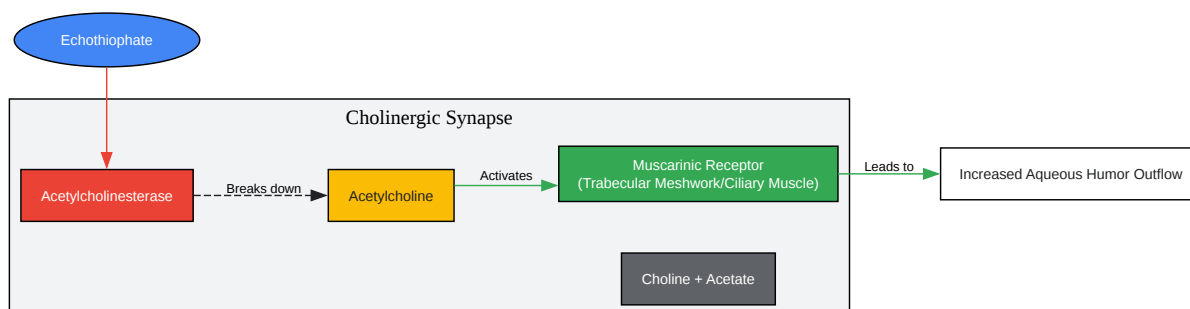 Echothiophate
Cholinergic Synapse
Acetylcholinesterase
Breaks down
Acetylcholine
Activates
Muscarinic Receptor
(Trabecular Meshwork/Ciliary Muscle)
Leads to
Increased Aqueous Humor Outflow
Choline + Acetate